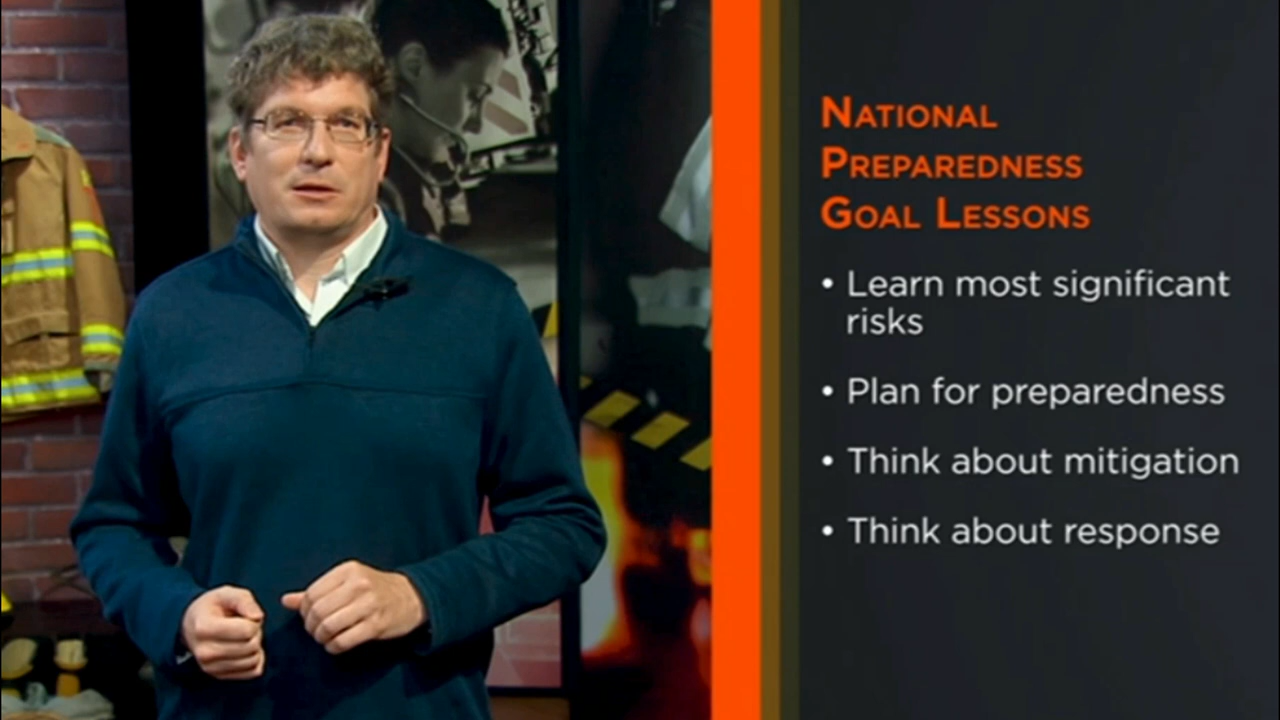 NATIONAL
PREPAREDNESS
GOAL LESSONS
• Learn most significant
risks
• Plan for preparedness
• Think about mitigation
• Think about response